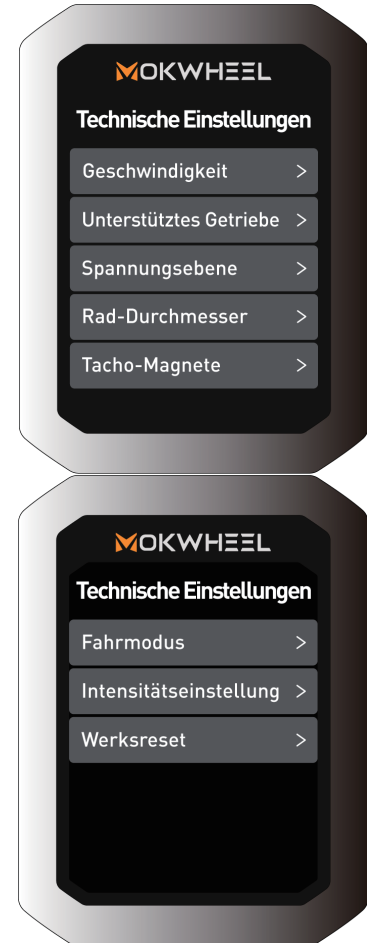 MOKWHEEL
Technische Einstellungen
Geschwindigkeit >
Unterstütztes Getriebe >
Spannungsebene >
Rad-Durchmesser >
Tacho-Magnete >
MOKWHEEL
Technische Einstellungen
Fahrmodus >
Intensitätseinstellung >
Werksreset >